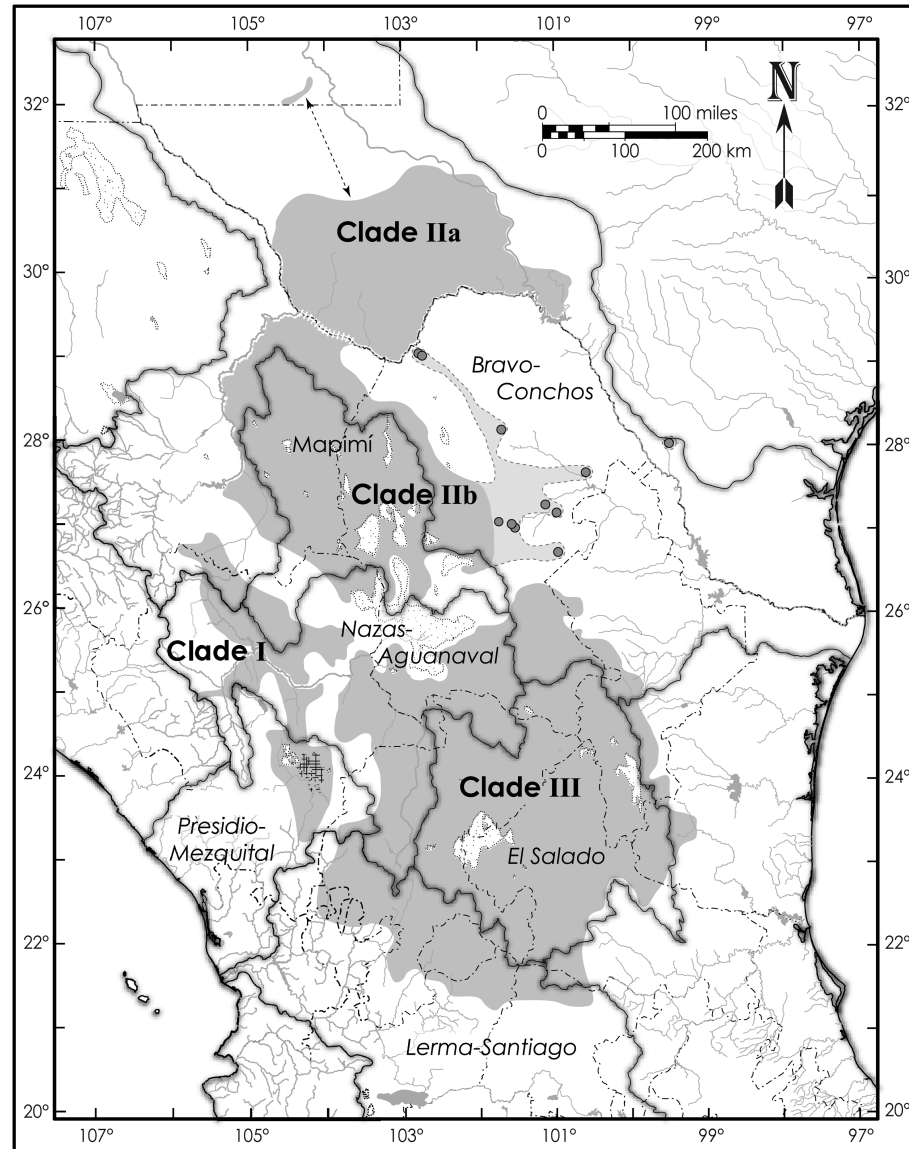 107°
105°
103°
101°
99°
97°
N
32°
32°
0
100 miles
0
100
200 km
Clade IIa
30°
30°
Bravo-
Conchos
28°
28°
Mapimí
Clade IIb
26°
26°
Nazas-
Aguanaval
Clade I
24°
24°
Clade III
Presidio-
Mezquital
El Salado
22°
22°
Lerma-Santiago
20°
20°
107°
105°
103°
101°
99°
97°